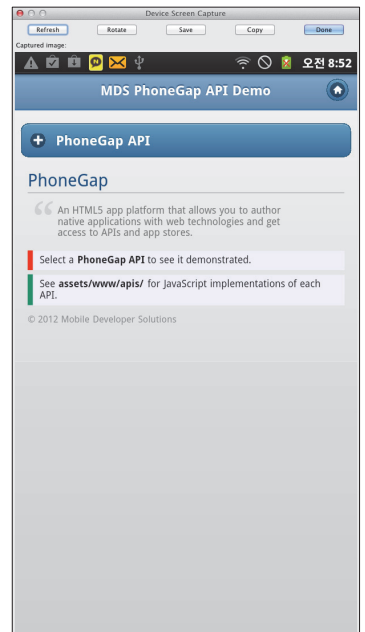 Device Screen Capture
Refresh
Rotate
Save
Copy
Done
Captured image:
오전 8:52
MDS PhoneGap API Demo
PhoneGap API
PhoneGap
An HTML5 app platform that allows you to author
native applications with web technologies and get
access to APIs and app stores.
Select a PhoneGap API to see it demonstrated.
See assets/www/apis/ for JavaScript implementations of each
API.
© 2012 Mobile Developer Solutions